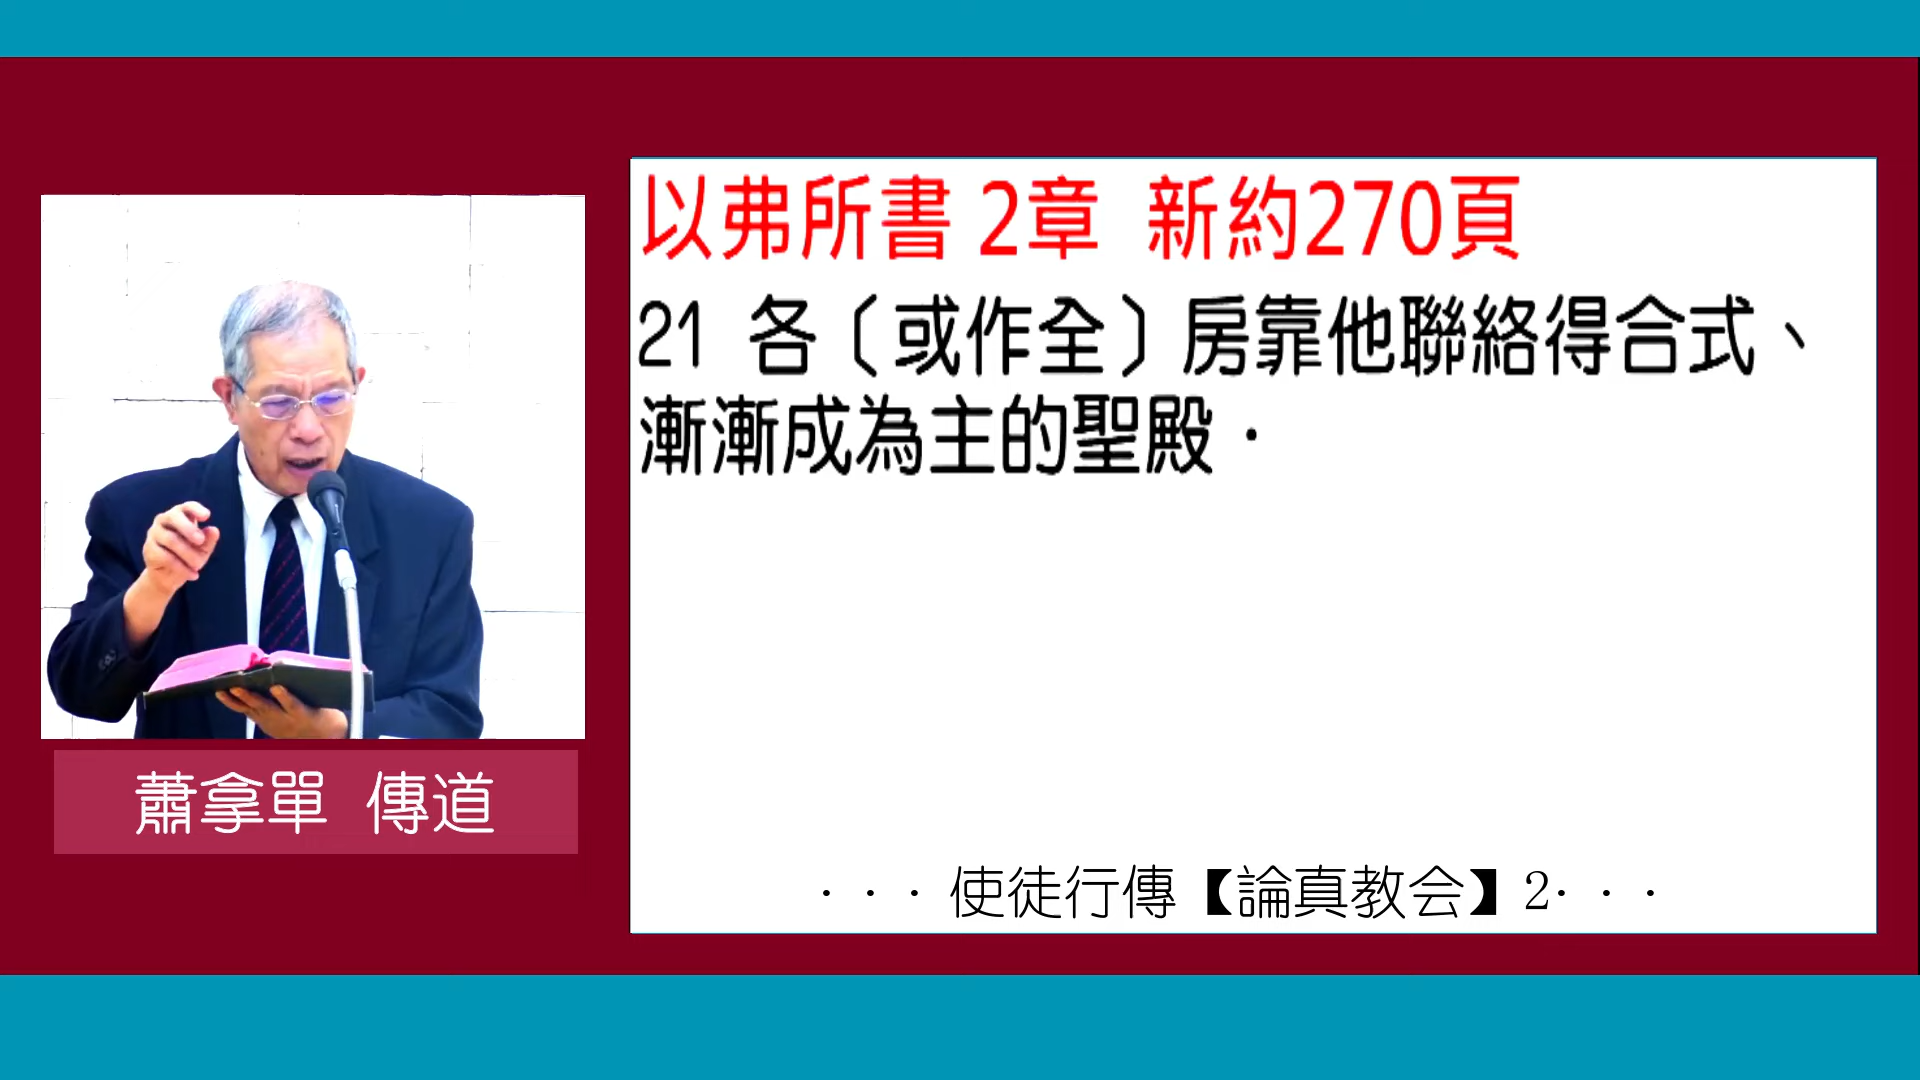 以弗所書 2章 新約270頁
21 各〔或作全〕房靠他聯絡得合式、
漸漸成為主的聖殿．
蕭拿單 傳道
．．．使徒行傳【論真教会】2．．．